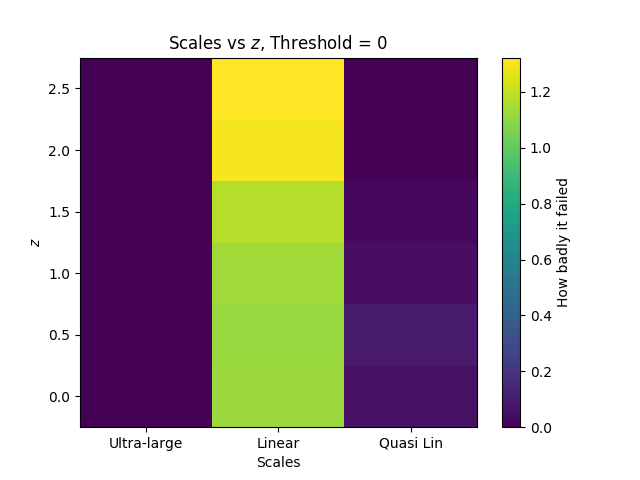 Scales vs z, Threshold = 0
2.5
2.0
1.5
1.0
0.5
0.0
z
Ultra-large Linear Quasi Lin
Scales
1.2
1.0
0.8
0.6
0.4
0.2
0.0
How badly it failed